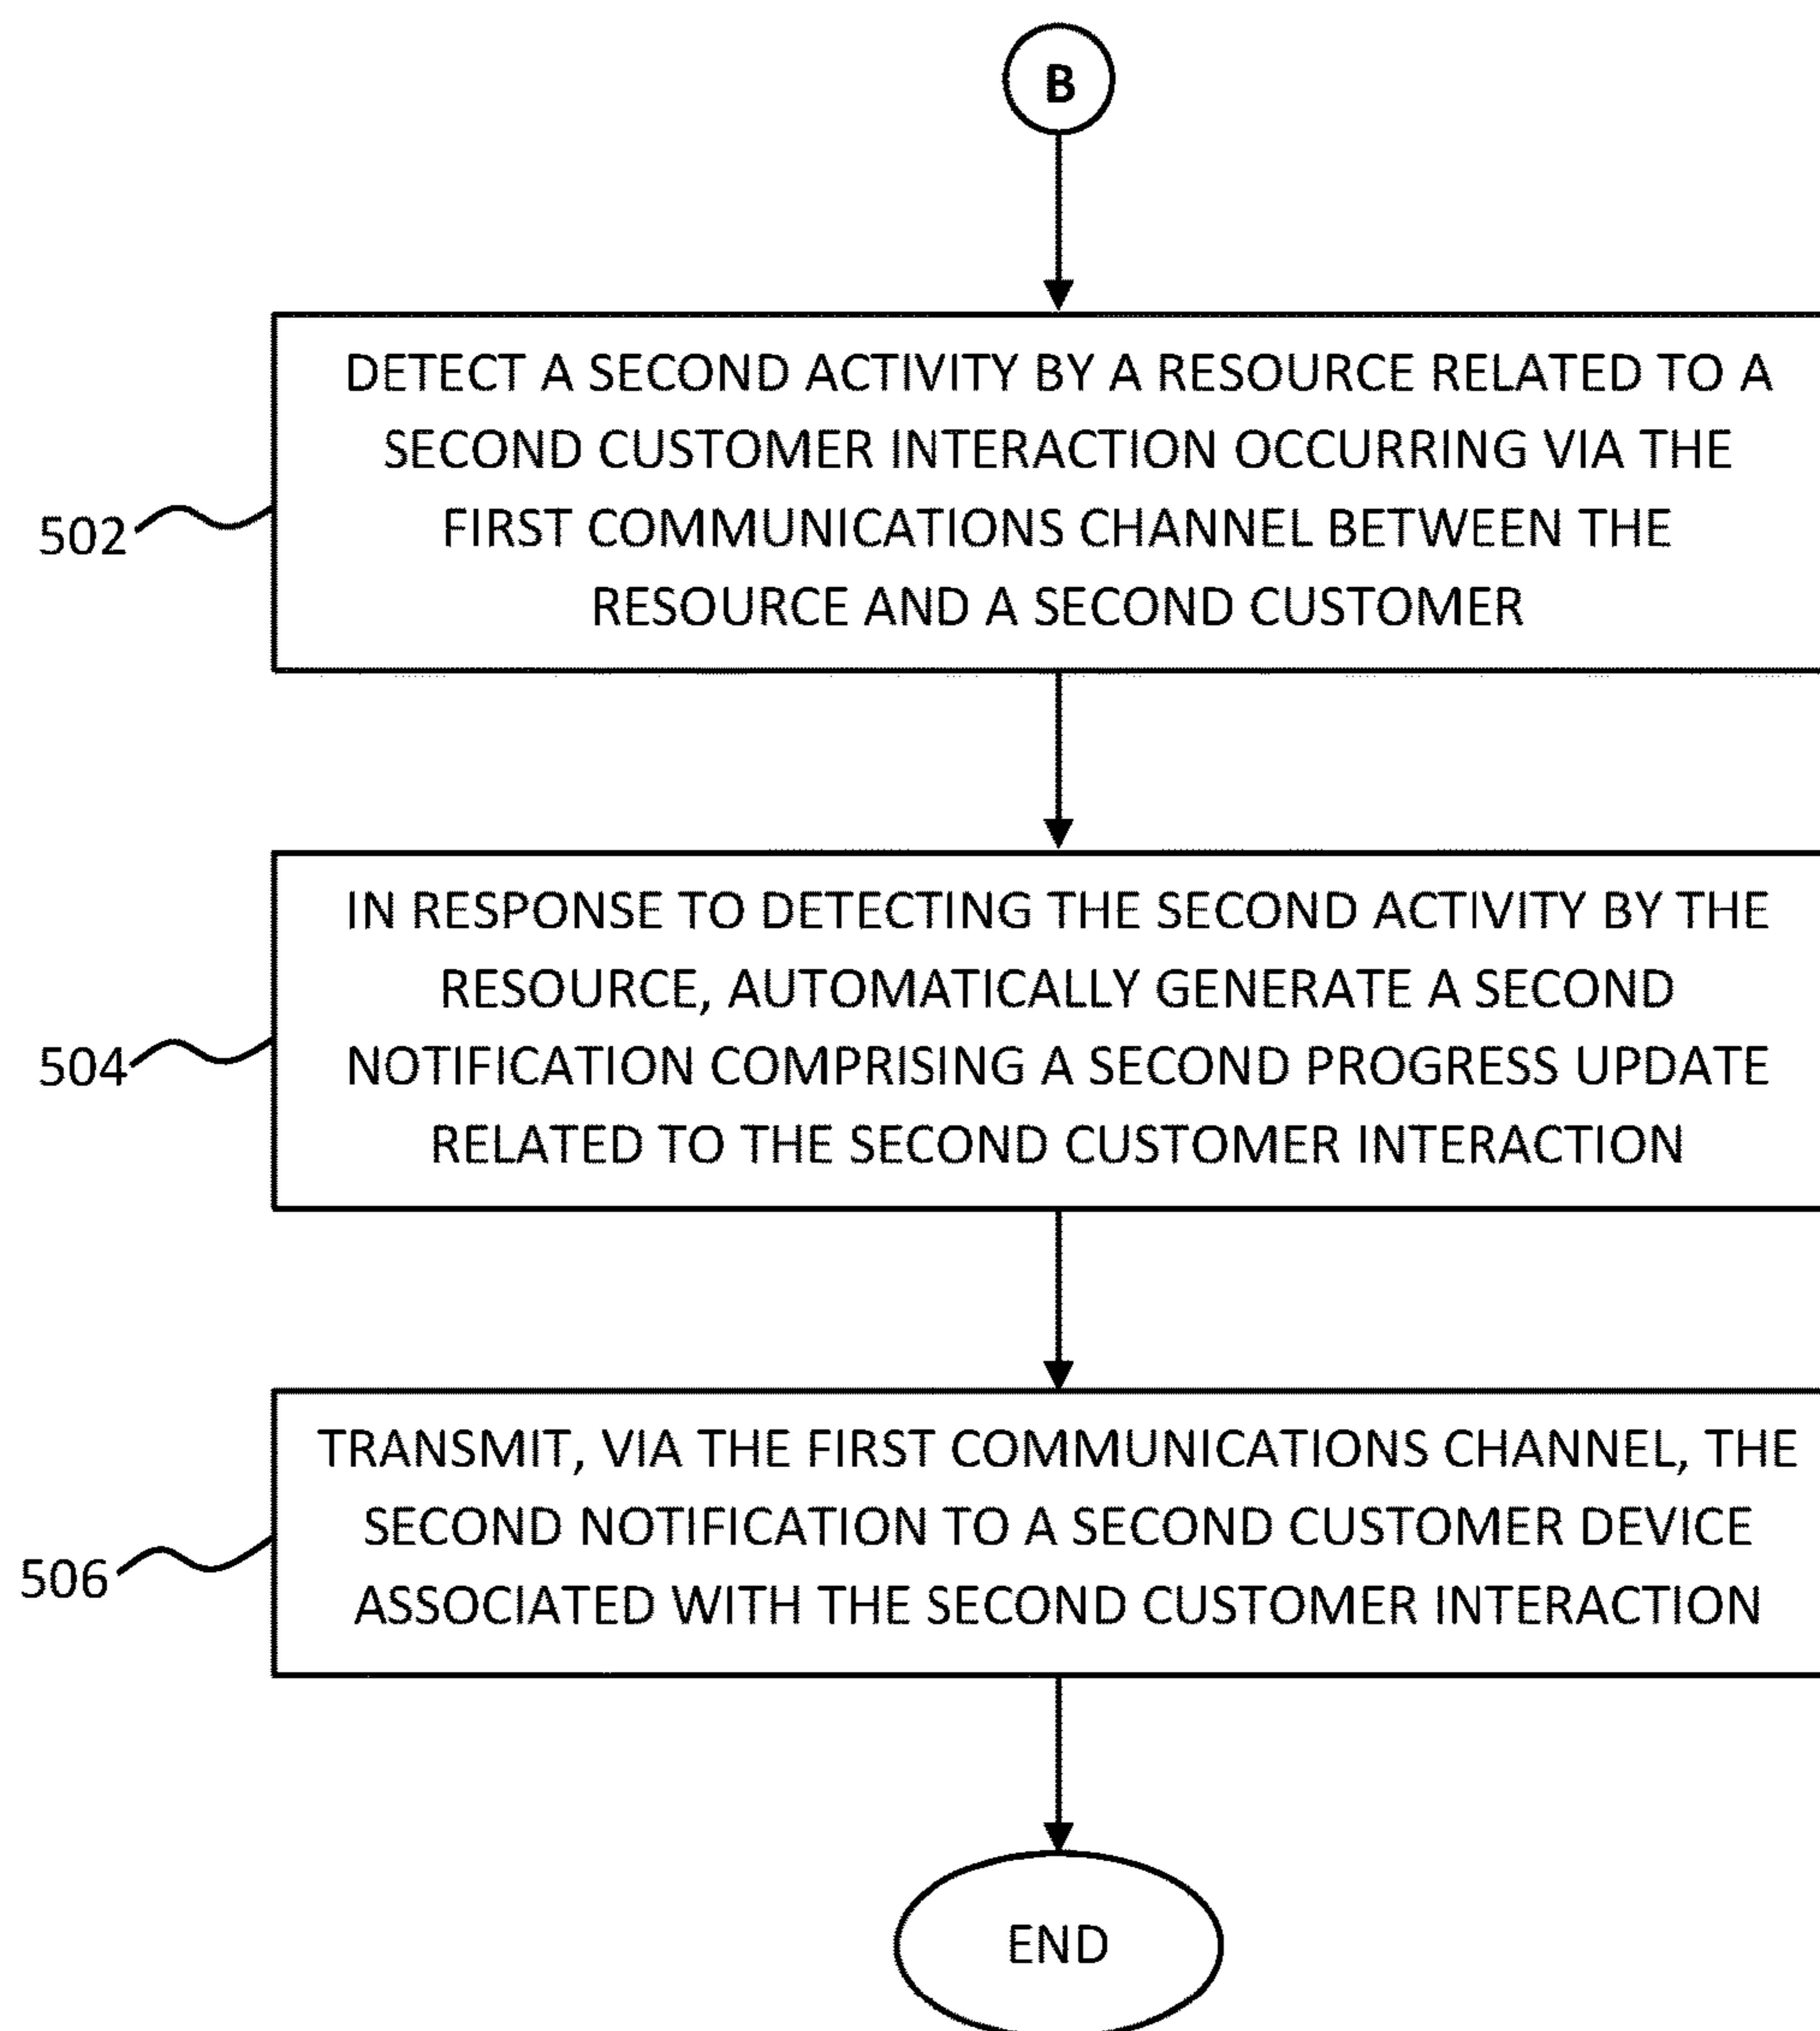 B
DETECT A SECOND ACTIVITY BY A RESOURCE RELATED TO A
SECOND CUSTOMER INTERACTION OCCURRING VIA THE
FIRST COMMUNICATIONS CHANNEL BETWEEN THE
RESOURCE AND A SECOND CUSTOMER
502
IN RESPONSE TO DETECTING THE SECOND ACTIVITY BY THE
RESOURCE, AUTOMATICALLY GENERATE A SECOND
NOTIFICATION COMPRISING A SECOND PROGRESS UPDATE
RELATED TO THE SECOND CUSTOMER INTERACTION
504
TRANSMIT, VIA THE FIRST COMMUNICATIONS CHANNEL, THE
SECOND NOTIFICATION TO A SECOND CUSTOMER DEVICE
ASSOCIATED WITH THE SECOND CUSTOMER INTERACTION
506
END